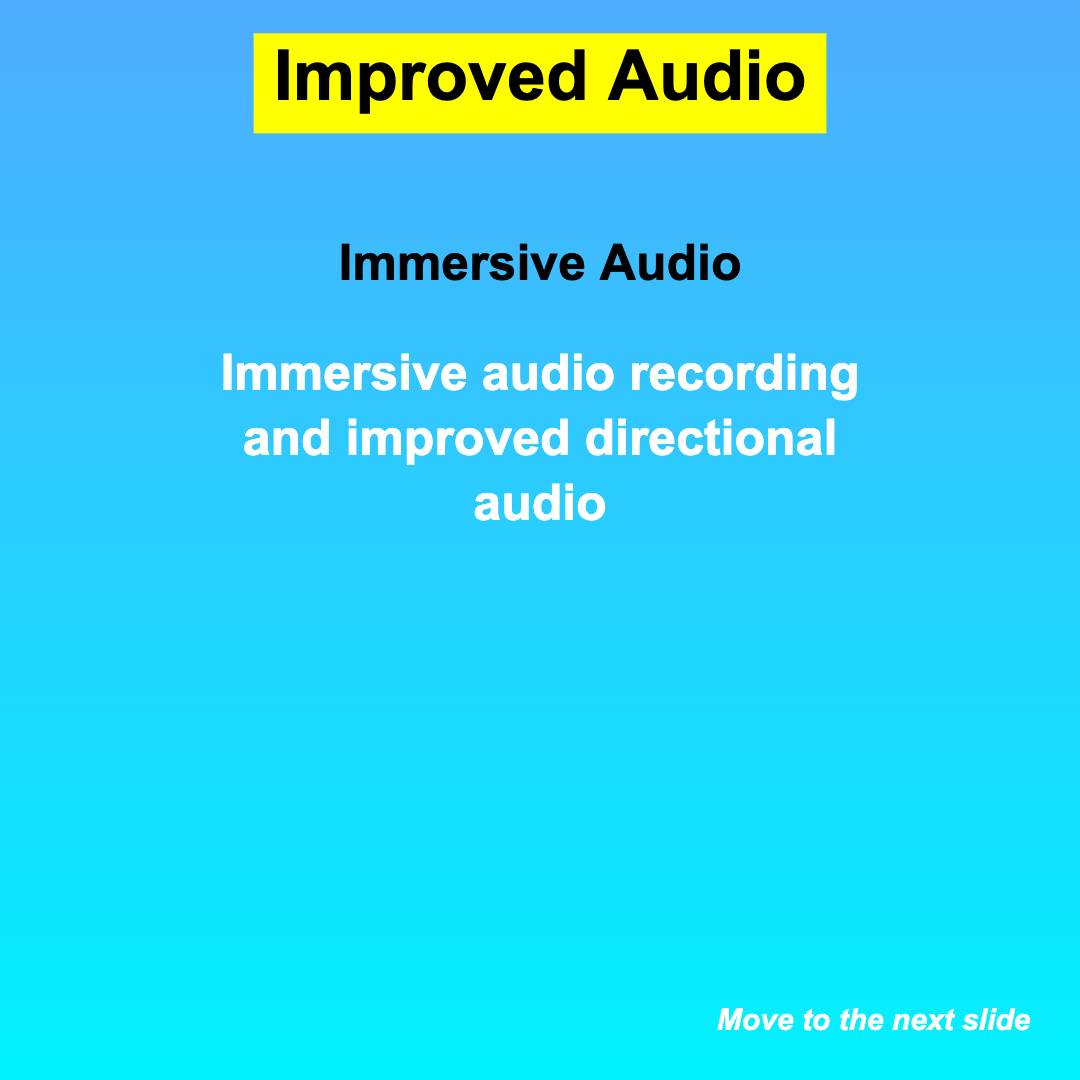 Improved Audio
Immersive Audio
Immersive audio recording
and improved directional
audio
Move to the next slide